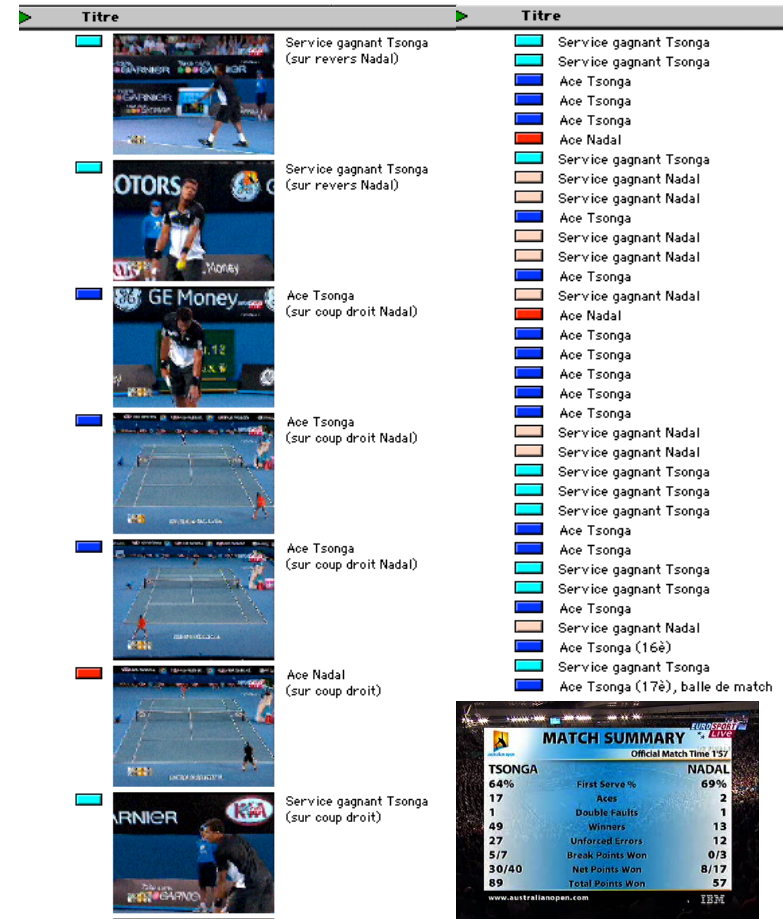 Titre
Service gagnant Tsonga
(sur revers Nadal)
Service gagnant Tsonga
(sur revers Nadal)
OTORS
GE Money
Ace Tsonga
(sur coup droit Nadal)
Ace Tsonga
(sur coup droit Nadal)
Ace Tsonga
(sur coup droit Nadal)
Ace Nadal
(sur coup droit)
Service gagnant Tsonga
(sur coup droit)
ARNIER
KIA
Titre
Service gagnant Tsonga
Service gagnant Tsonga
Ace Tsonga
Ace Tsonga
Ace Tsonga
Ace Nadal
Service gagnant Tsonga
Service gagnant Nadal
Service gagnant Nadal
Ace Tsonga
Service gagnant Nadal
Service gagnant Nadal
Ace Tsonga
Service gagnant Nadal
Ace Nadal
Ace Tsonga
Ace Tsonga
Ace Tsonga
Ace Tsonga
Ace Tsonga
Service gagnant Nadal
Service gagnant Nadal
Service gagnant Tsonga
Service gagnant Tsonga
Service gagnant Tsonga
Ace Tsonga
Ace Tsonga
Service gagnant Tsonga
Service gagnant Tsonga
Ace Tsonga
Service gagnant Nadal
Ace Tsonga (16è)
Service gagnant Tsonga
Ace Tsonga (17è), balle de match
EUROSPORT
LIVE
MATCH SUMMARY
Official Match Time 1'57
TSONGA NADAL
64% First Serve % 69%
17 Aces 2
1 Double Faults 1
49 Winners 13
27 Unforced Errors 12
5/7 Break Points Won 0/3
30/40 Net Points Won 8/17
89 Total Points Won 57
www.australianopen.com IBM